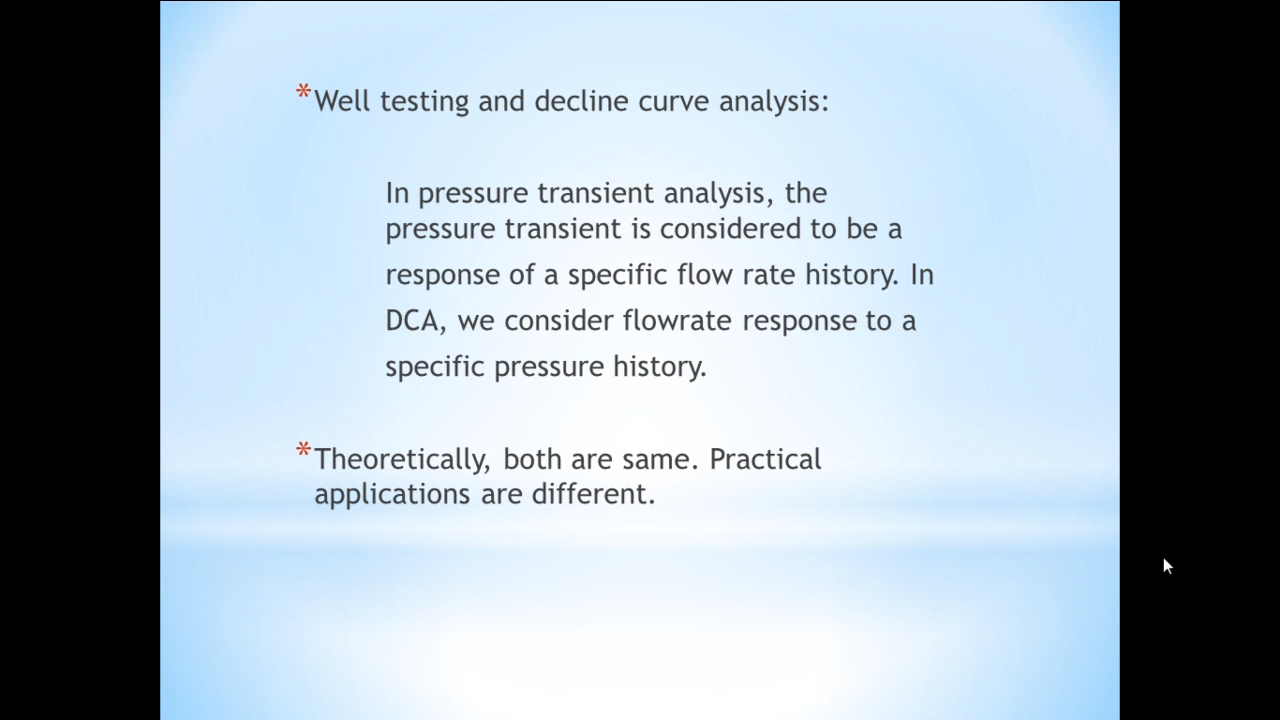 *Well testing and decline curve analysis:
In pressure transient analysis, the
pressure transient is considered to be a
response of a specific flow rate history. In
DCA, we consider flowrate response to a
specific pressure history.
*Theoretically, both are same. Practical
applications are different.